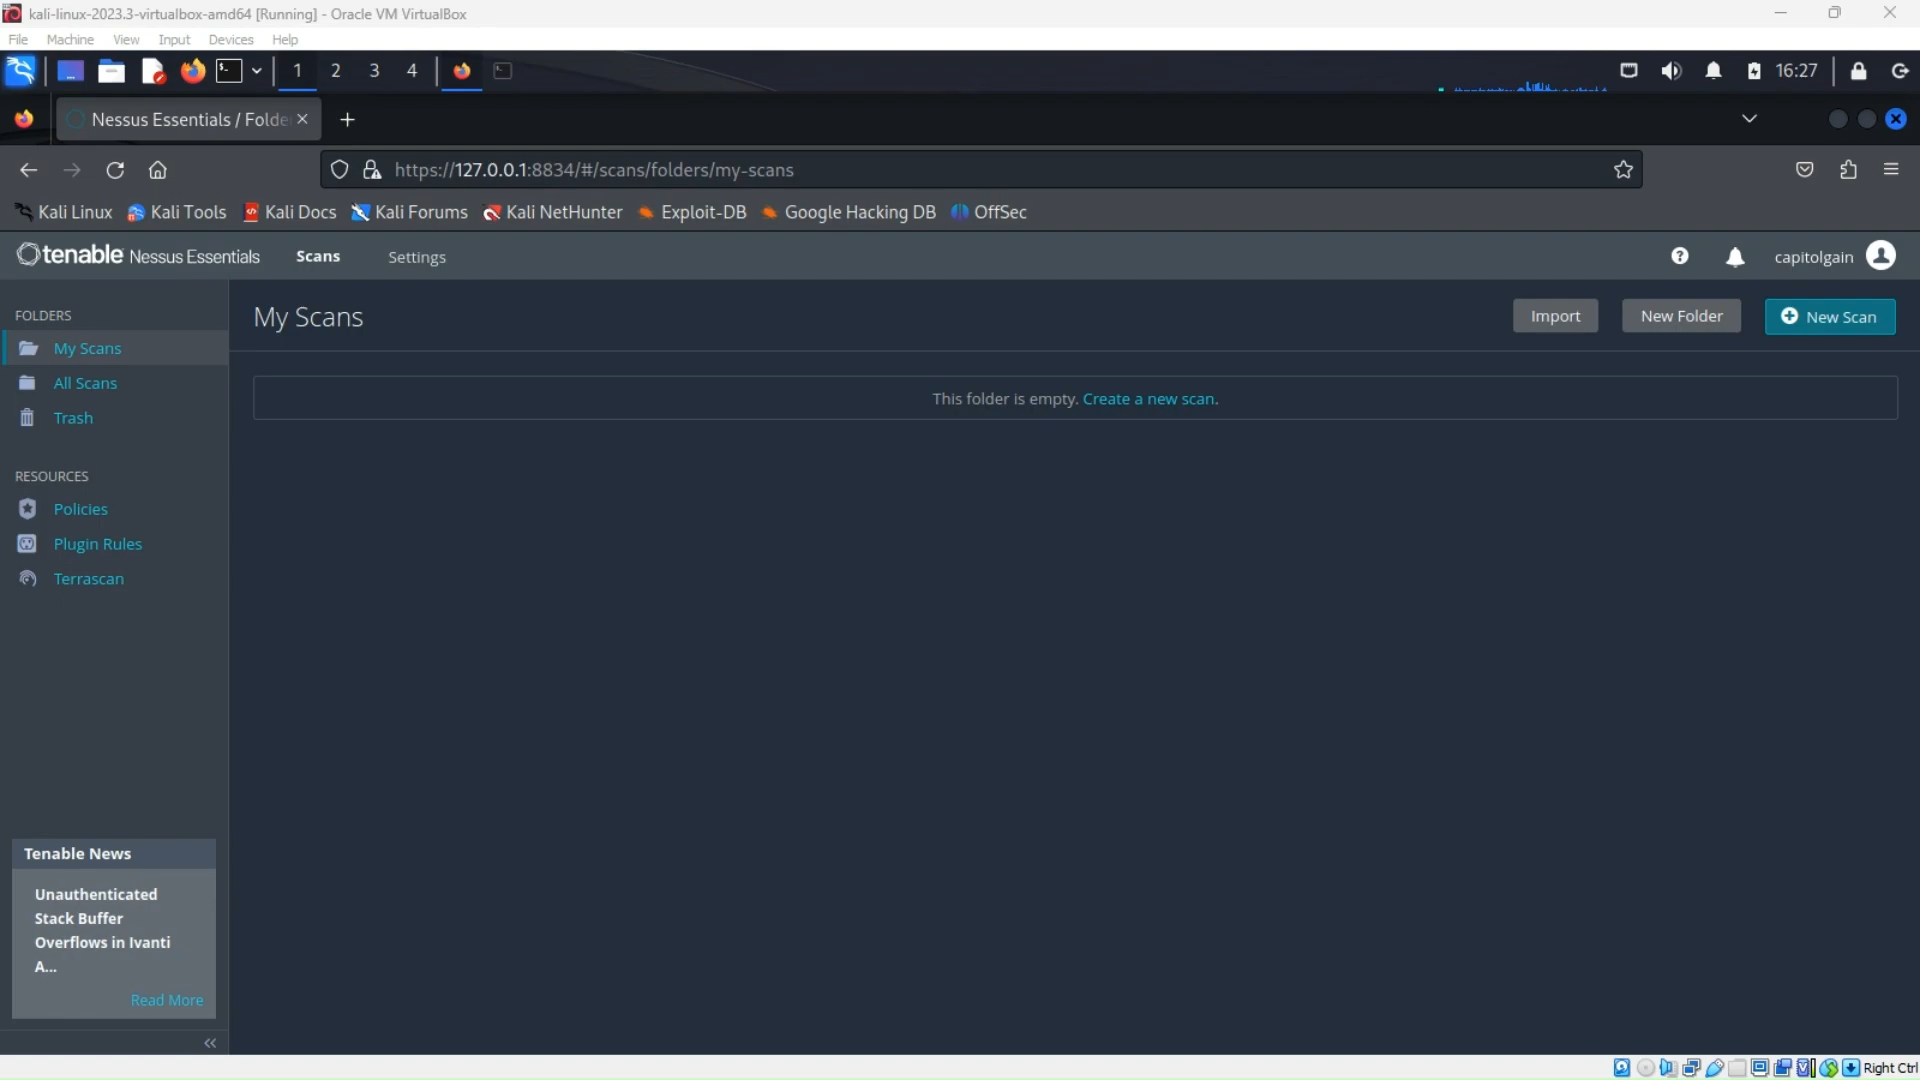 kali-linux-2023.3-virtualbox-amd64 [Running] - Oracle VM VirtualBox
File Machine View Input Devices Help
1 2 3 4 16:27
Nessus Essentials / Folde
https://127.0.0.1:8834/#/scans/folders/my-scans
Kali Linux Kali Tools Kali Docs Kali Forums Kali NetHunter Exploit-DB Google Hacking DB OffSec
tenable Nessus Essentials Scans Settings capitolgain
FOLDERS
My Scans
All Scans
Trash
RESOURCES
Policies
Plugin Rules
Terrascan
Tenable News
Unauthenticated
Stack Buffer
Overflows in Ivanti
A...
Read More
My Scans Import New Folder New Scan
This folder is empty. Create a new scan.
Right Ctrl